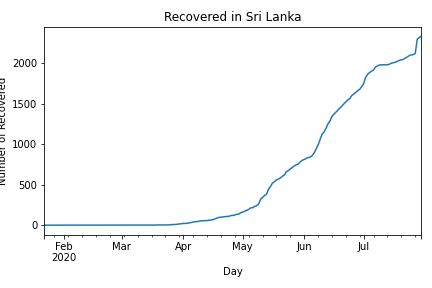 Recovered in Sri Lanka
Number of Recovered
2000
1500
1000
500
0
Feb
2020
Mar
Apr
May
Jun
Jul
Day